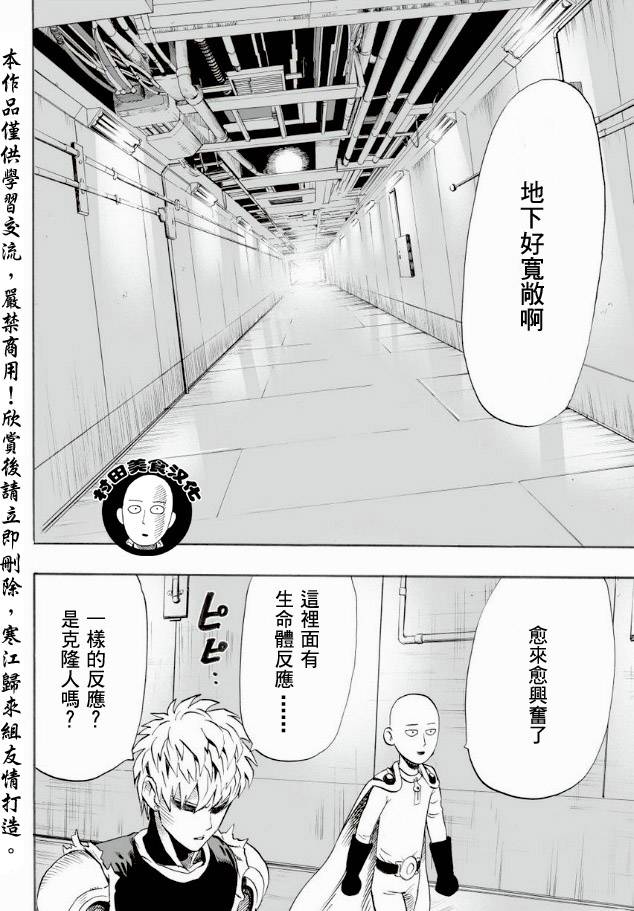 地下好寬敞啊
村田美食汉化
愈來愈興奮了
這裡面有
生命體反應……
ピピ…
一樣的反應？
是克隆人嗎？
本作品僅供學習交流，嚴禁商用！欣賞後請立即刪除，寒江歸來組友情打造。